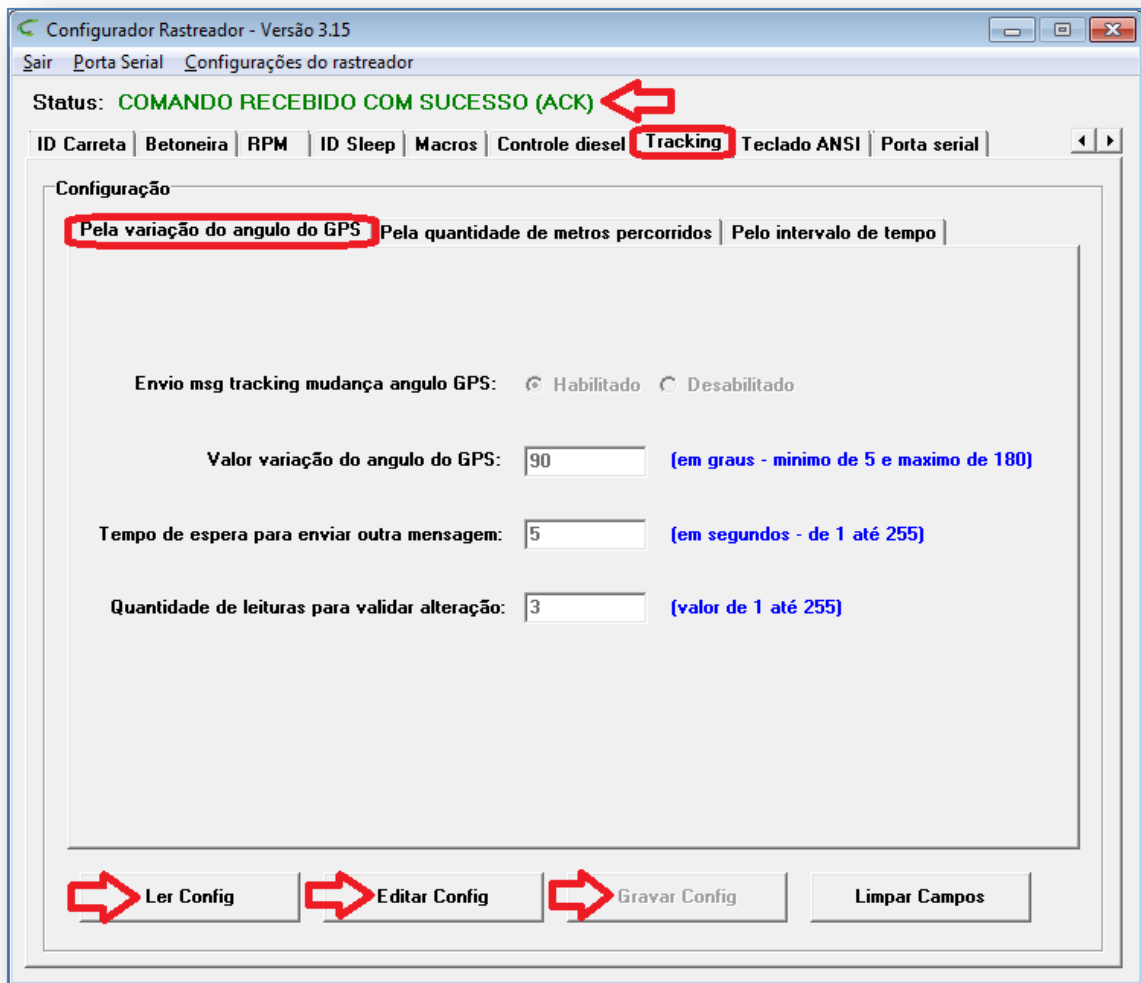 Configurador Rastreador - Versão 3.15
Sair Porta Serial Configurações do rastreador
Status: COMANDO RECEBIDO COM SUCESSO (ACK)
ID Carreta Betoneira RPM ID Sleep Macros Controle diesel Tracking Teclado ANSI Porta serial
Configuração
Pela variação do angulo do GPS Pela quantidade de metros percorridos Pelo intervalo de tempo
Envio msg tracking mudança angulo GPS: Habilitado Desabilitado
Valor variação do angulo do GPS: 90 (em graus - minimo de 5 e maximo de 180)
Tempo de espera para enviar outra mensagem: 5 (em segundos - de 1 até 255)
Quantidade de leituras para validar alteração: 3 (valor de 1 até 255)
Ler Config Editar Config Gravar Config Limpar Campos